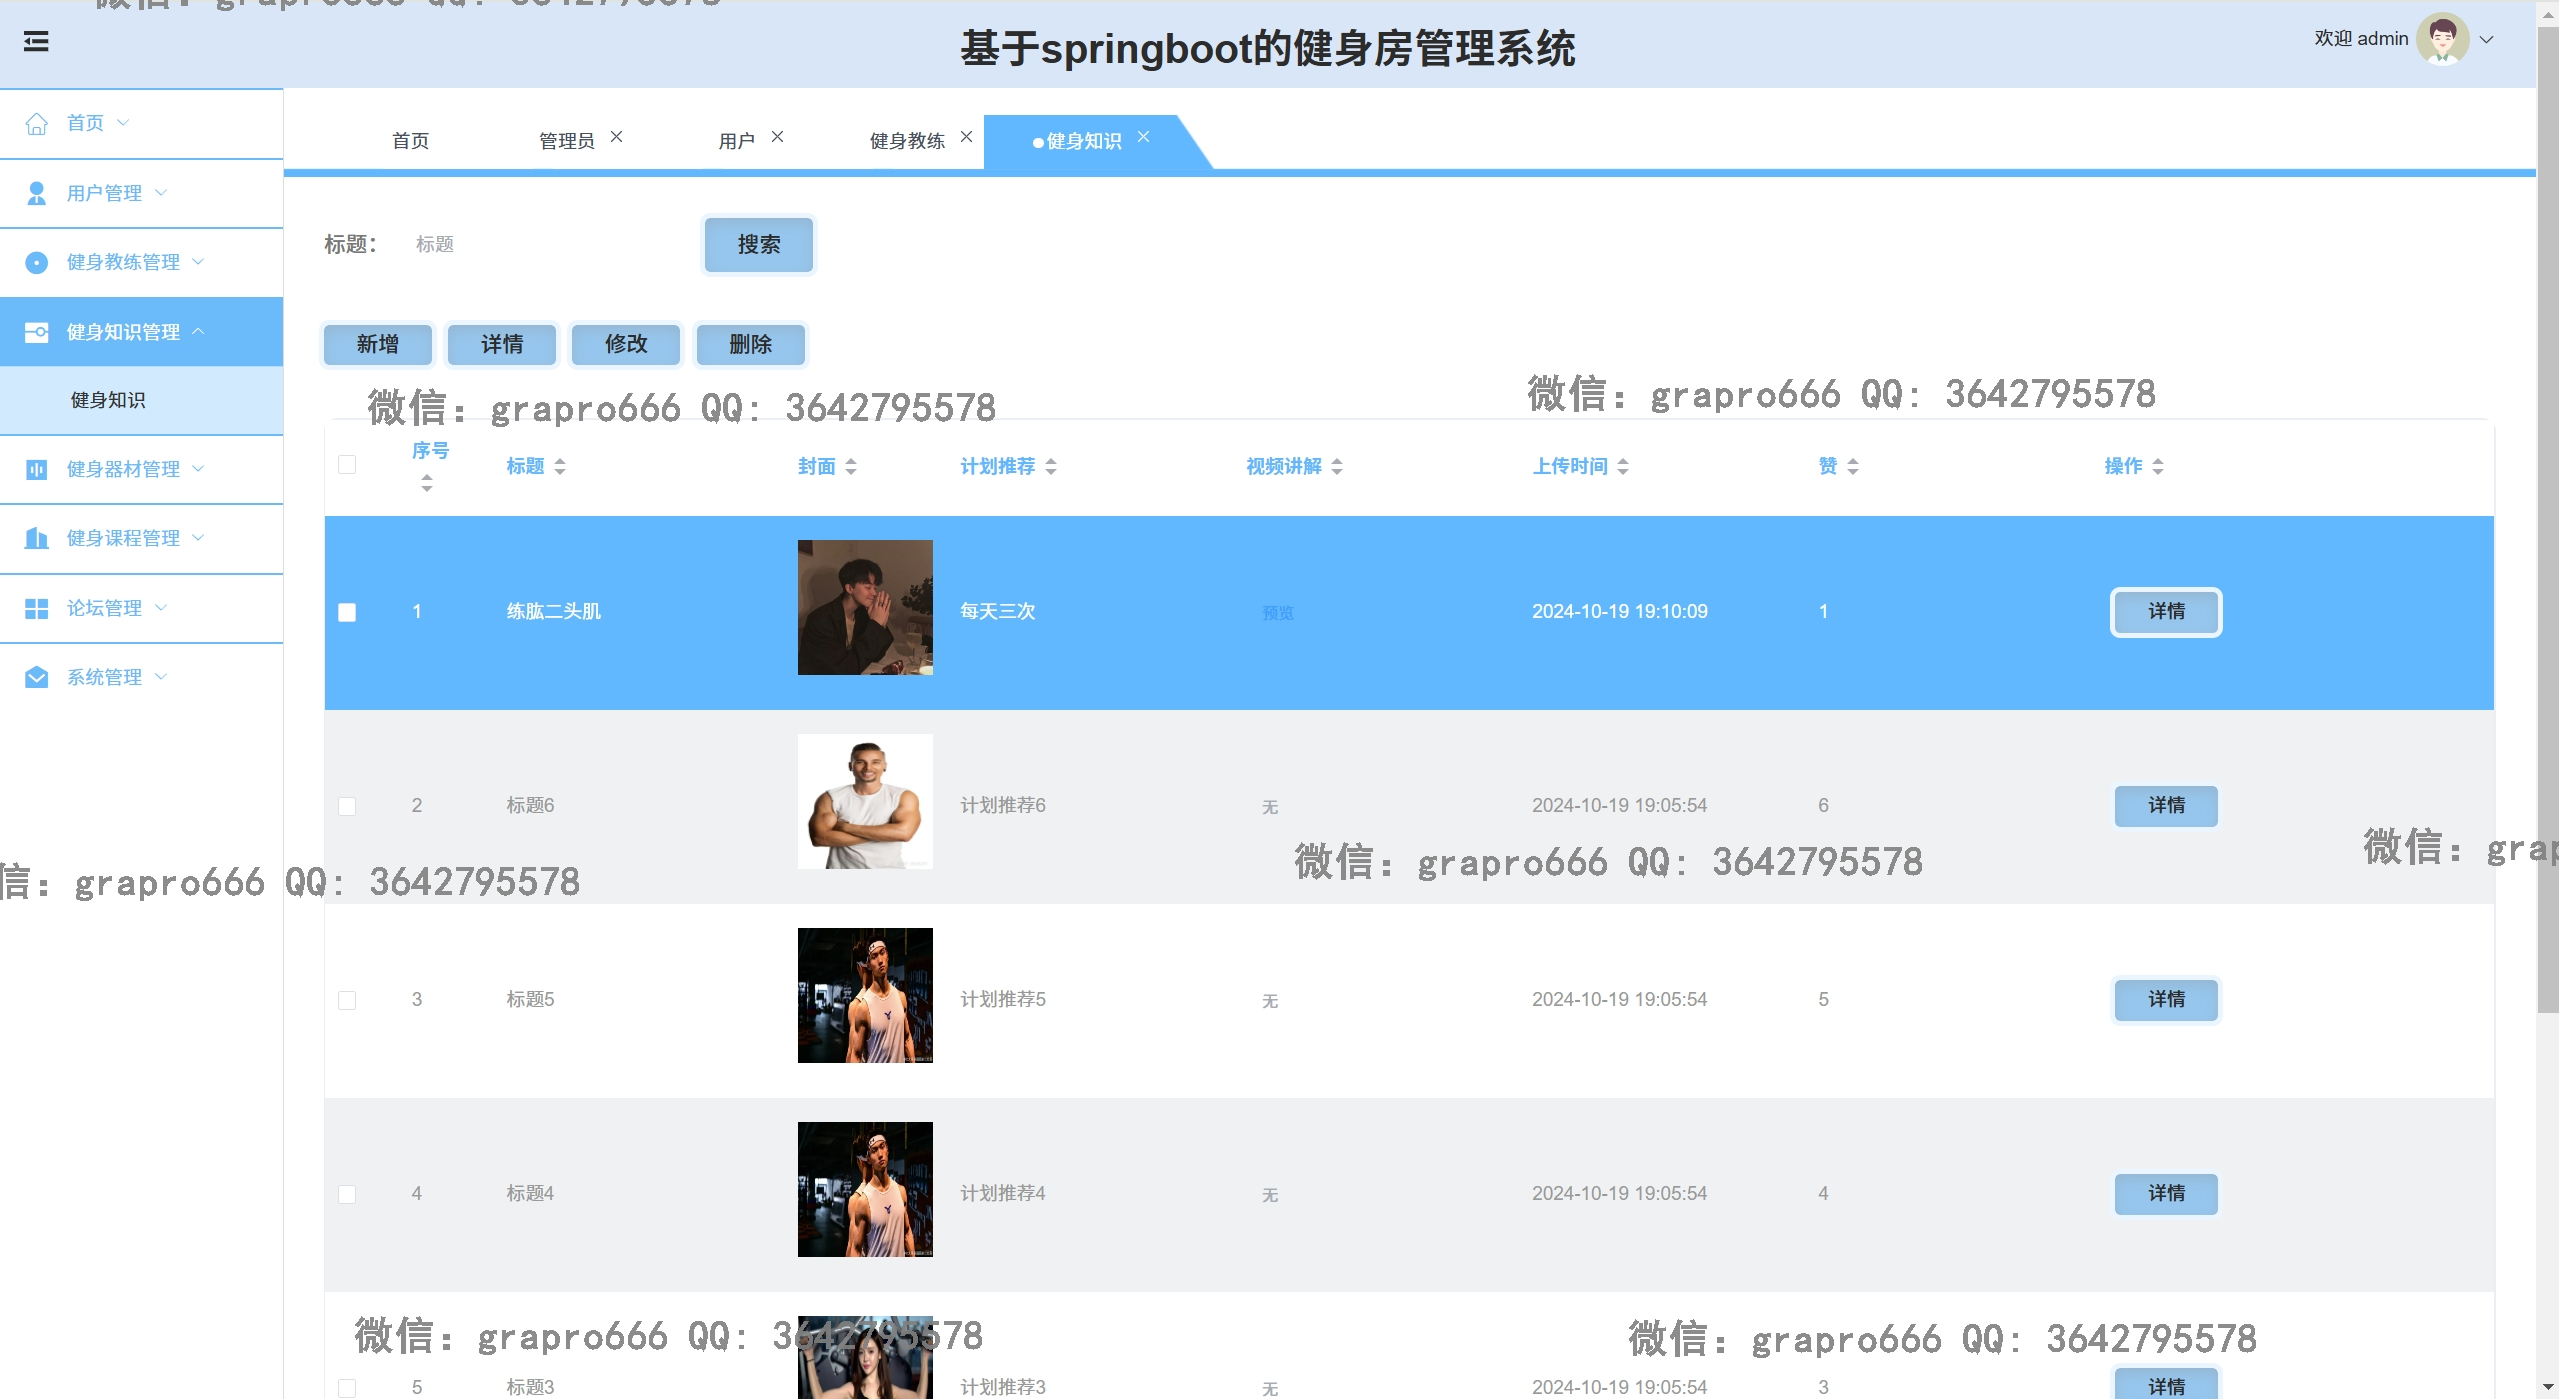 基于springboot的健身房管理系统
欢迎 admin
首页
用户管理
健身教练管理
健身知识管理
健身知识
健身器材管理
健身课程管理
论坛管理
系统管理
首页 管理员 用户 健身教练 健身知识
标题： 标题 搜索
新增 详情 修改 删除
微信：grapro666 QQ: 3642795578
微信：grapro666 QQ: 3642795578
序号 标题 封面 计划推荐 视频讲解 上传时间 赞 操作
1 练肱二头肌 每天三次 预览 2024-10-19 19:10:09 1 详情
2 标题6 计划推荐6 无 2024-10-19 19:05:54 6 详情
微信：grap
微信：grapro666 QQ: 3642795578
信：grapro666 QQ: 3642795578
3 标题5 计划推荐5 无 2024-10-19 19:05:54 5 详情
4 标题4 计划推荐4 无 2024-10-19 19:05:54 4 详情
微信：grapro666 QQ: 3642795578
微信：grapro666 QQ: 3642795578
5 标题3 计划推荐3 无 2024-10-19 19:05:54 3 详情